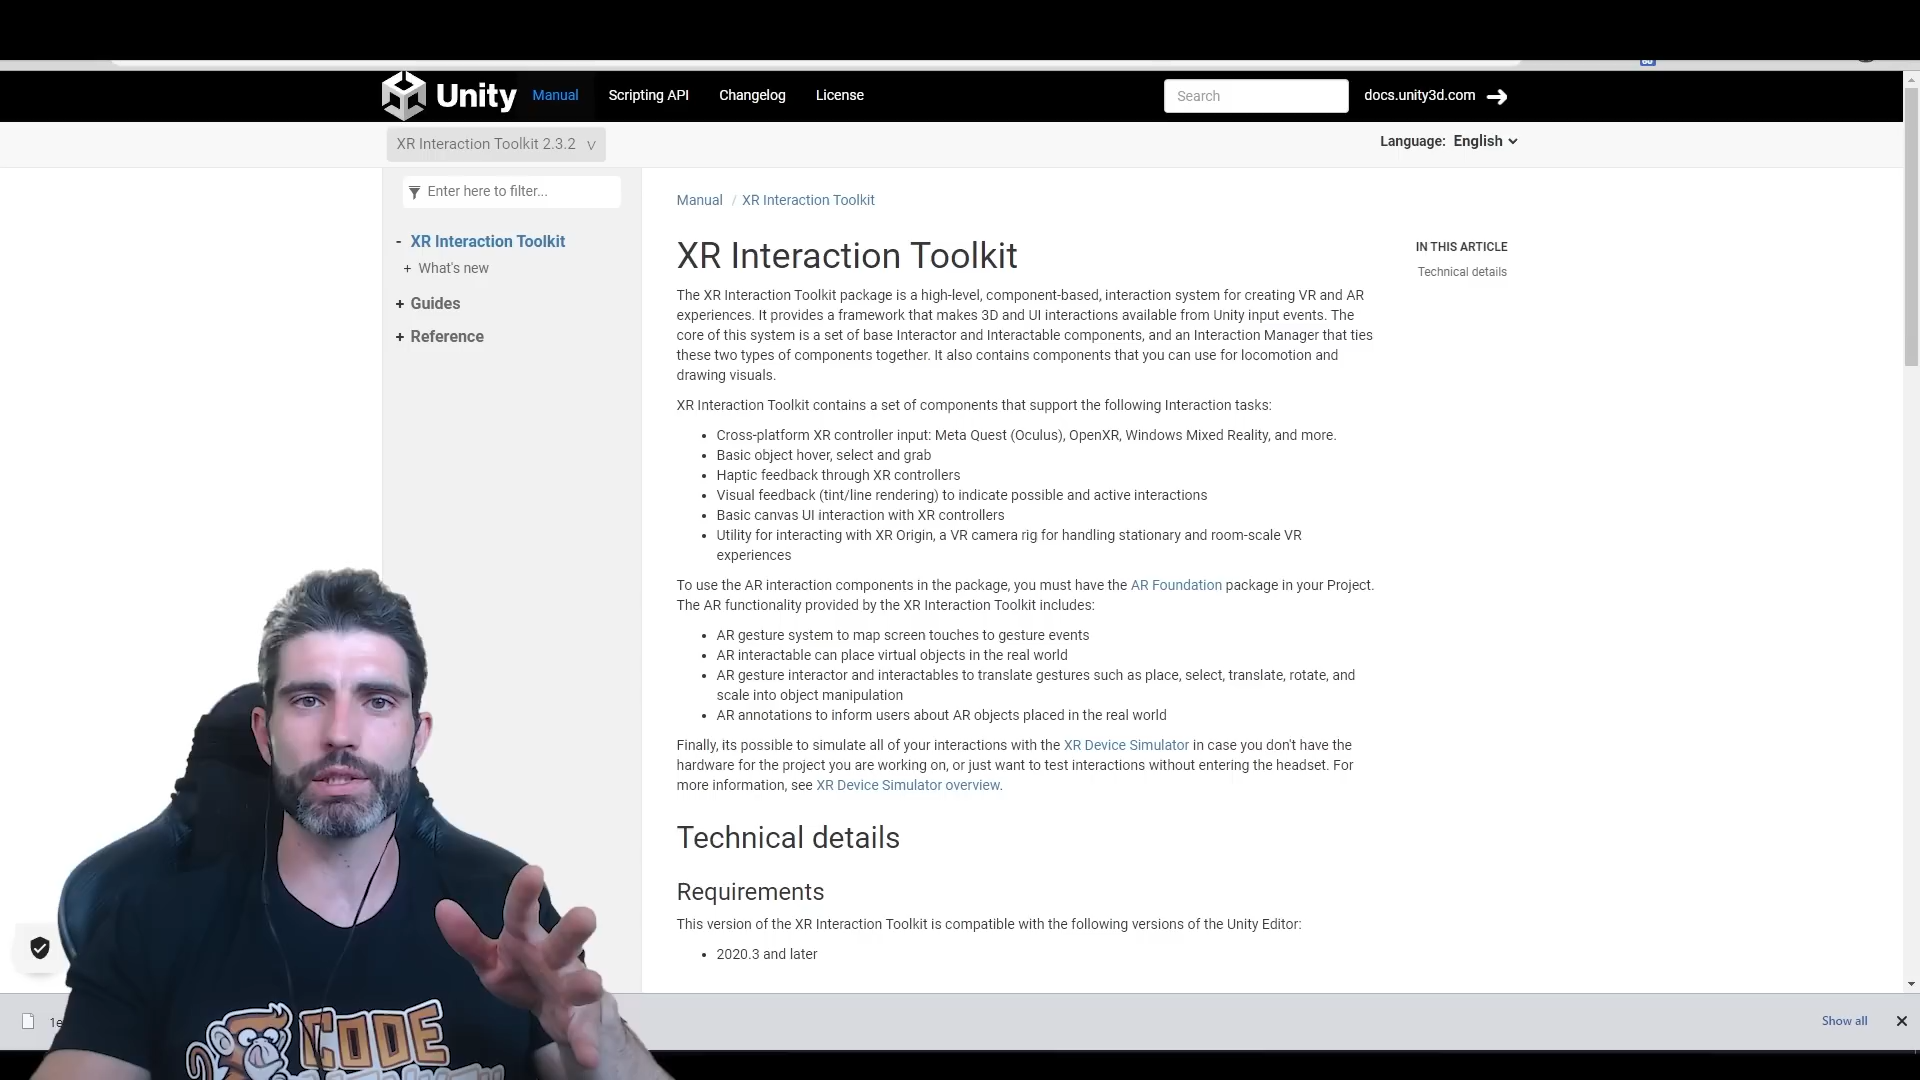 Unity Manual Scripting API Changelog License Search docs.unity3d.com
XR Interaction Toolkit 2.3.2 Language: English
Enter here to filter...
- XR Interaction Toolkit
+ What's new
+ Guides
+ Reference
Manual / XR Interaction Toolkit
XR Interaction Toolkit
The XR Interaction Toolkit package is a high-level, component-based, interaction system for creating VR and AR
experiences. It provides a framework that makes 3D and UI interactions available from Unity input events. The
core of this system is a set of base Interactor and Interactable components, and an Interaction Manager that ties
these two types of components together. It also contains components that you can use for locomotion and
drawing visuals.
XR Interaction Toolkit contains a set of components that support the following Interaction tasks:
• Cross-platform XR controller input: Meta Quest (Oculus), OpenXR, Windows Mixed Reality, and more.
• Basic object hover, select and grab
• Haptic feedback through XR controllers
• Visual feedback (tint/line rendering) to indicate possible and active interactions
• Basic canvas UI interaction with XR controllers
• Utility for interacting with XR Origin, a VR camera rig for handling stationary and room-scale VR
experiences
To use the AR interaction components in the package, you must have the AR Foundation package in your Project.
The AR functionality provided by the XR Interaction Toolkit includes:
• AR gesture system to map screen touches to gesture events
• AR interactable can place virtual objects in the real world
• AR gesture interactor and interactables to translate gestures such as place, select, translate, rotate, and
scale into object manipulation
• AR annotations to inform users about AR objects placed in the real world
Finally, its possible to simulate all of your interactions with the XR Device Simulator in case you don't have the
hardware for the project you are working on, or just want to test interactions without entering the headset. For
more information, see XR Device Simulator overview.
Technical details
Requirements
This version of the XR Interaction Toolkit is compatible with the following versions of the Unity Editor:
• 2020.3 and later
IN THIS ARTICLE
Technical details
1e
Show all
CODE